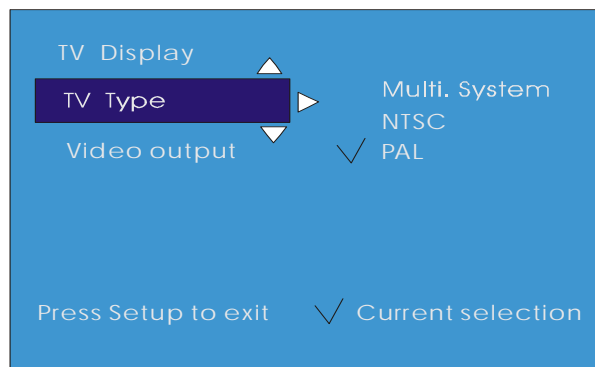 TV Display
TV Type
Video output
Multi. System
NTSC
PAL
Press Setup to exit
Current selection